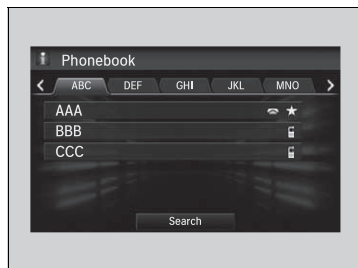 Phonebook
ABC DEF GHI JKL MNO
AAA
BBB
CCC
Search